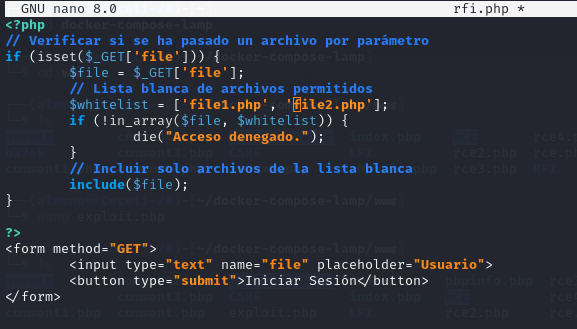 GNU nano 8.0 rfi.php *
<?php
// Verificar si se ha pasado un archivo por parámetro
if (isset($_GET['file'])) {
        $file = $_GET['file'];
        // Lista blanca de archivos permitidos
        $whitelist = ['file1.php', 'file2.php'];
        if (!in_array($file, $whitelist)) {
                die("Acceso denegado.");
        }
        // Incluir solo archivos de la lista blanca
        include($file);
}
?>
<form method="GET">
        <input type="text" name="file" placeholder="Usuario">
        <button type="submit">Iniciar Sesión</button>
</form>